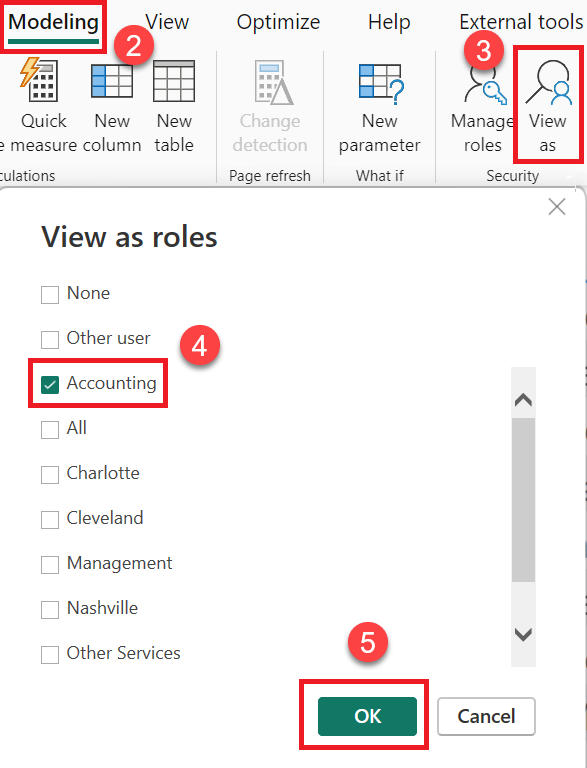 Modeling View Optimize Help External tools
2
3
Quick New New Change New Manage View
e measure column table detection parameter roles as
culations Page refresh What if Security
View as roles
None
Other user
4
Accounting
All
Charlotte
Cleveland
Management
Nashville
Other Services
5
OK Cancel